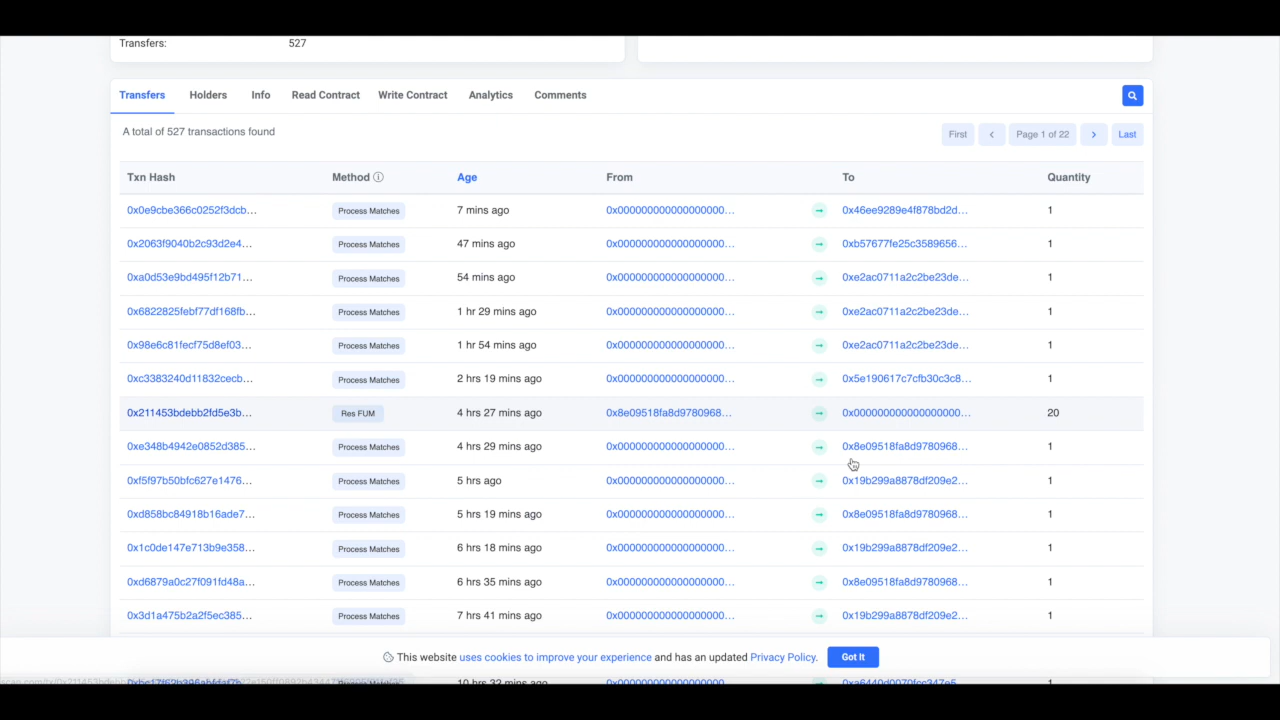 Transfers: 527
Transfers Holders Info Read Contract Write Contract Analytics Comments
A total of 527 transactions found
First Page 1 of 22 Last
Txn Hash Method Age From To Quantity
0x0e9cbe366c0252f3dcb... Process Matches 7 mins ago 0x000000000000000000... 0x46ee9289e4f878bd2d... 1
0x2063f9040b2c93d2e4... Process Matches 47 mins ago 0x000000000000000000... 0xb57677fe25c3589656... 1
0xa0d53e9bd495f12b71... Process Matches 54 mins ago 0x000000000000000000... 0xe2ac0711a2c2be23de... 1
0x6822825febf77df168fb... Process Matches 1 hr 29 mins ago 0x000000000000000000... 0xe2ac0711a2c2be23de... 1
0x98e6c81fecf75d8ef03... Process Matches 1 hr 54 mins ago 0x000000000000000000... 0xe2ac0711a2c2be23de... 1
0xc3383240d11832cecb... Process Matches 2 hrs 19 mins ago 0x000000000000000000... 0x5e190617c7cfb30c3c8... 1
0x211453bdebb2fd5e3b... Res FUM 4 hrs 27 mins ago 0x8e09518fa8d9780968... 0x000000000000000000... 20
0xe348b4942e0852d385... Process Matches 4 hrs 29 mins ago 0x000000000000000000... 0x8e09518fa8d9780968... 1
0xf5f97b50bfc627e1476... Process Matches 5 hrs ago 0x000000000000000000... 0x19b299a8878df209e2... 1
0xd858bc84918b16ade7... Process Matches 5 hrs 19 mins ago 0x000000000000000000... 0x8e09518fa8d9780968... 1
0x1c0de147e713b9e358... Process Matches 6 hrs 18 mins ago 0x000000000000000000... 0x19b299a8878df209e2... 1
0xd6879a0c27f091fd48a... Process Matches 6 hrs 35 mins ago 0x000000000000000000... 0x8e09518fa8d9780968... 1
0x3d1a475b2a2f5ec385... Process Matches 7 hrs 41 mins ago 0x000000000000000000... 0x19b299a8878df209e2... 1
This website uses cookies to improve your experience and has an updated Privacy Policy. Got It
Process Matches 10 hrs 32 mins ago 0x000000000000000000... 1